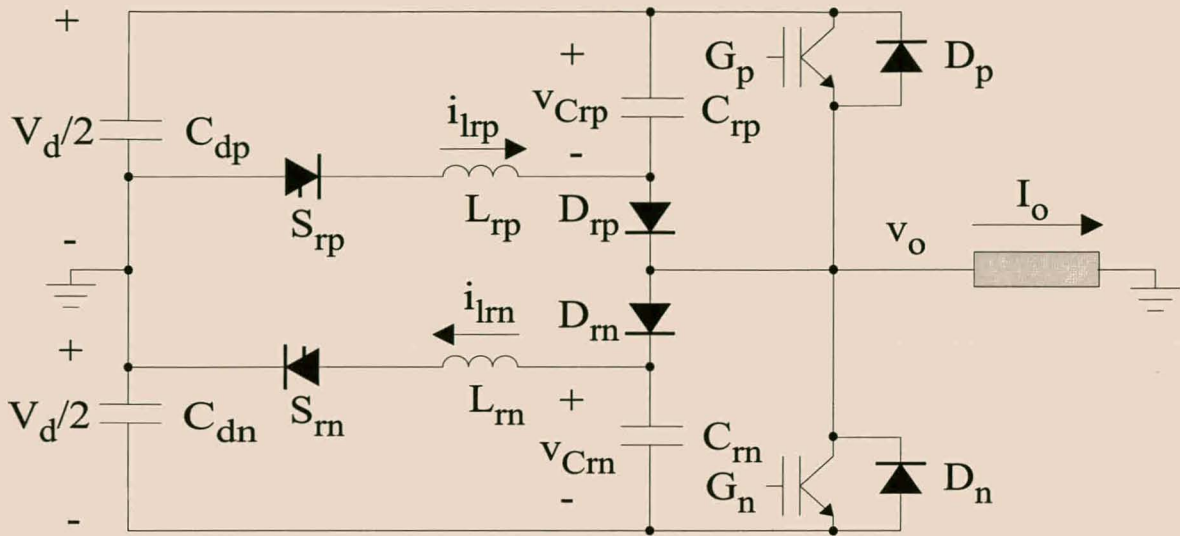 +
+
G_p
D_p
V_d/2
C_dp
i_lrp
v_Crp
C_rp
-
S_rp
L_rp
D_rp
-
v_o
I_o
i_lrn
D_rn
+
V_d/2
C_dn
S_rn
L_rn
+
v_Crn
C_rn
G_n
D_n
-
-